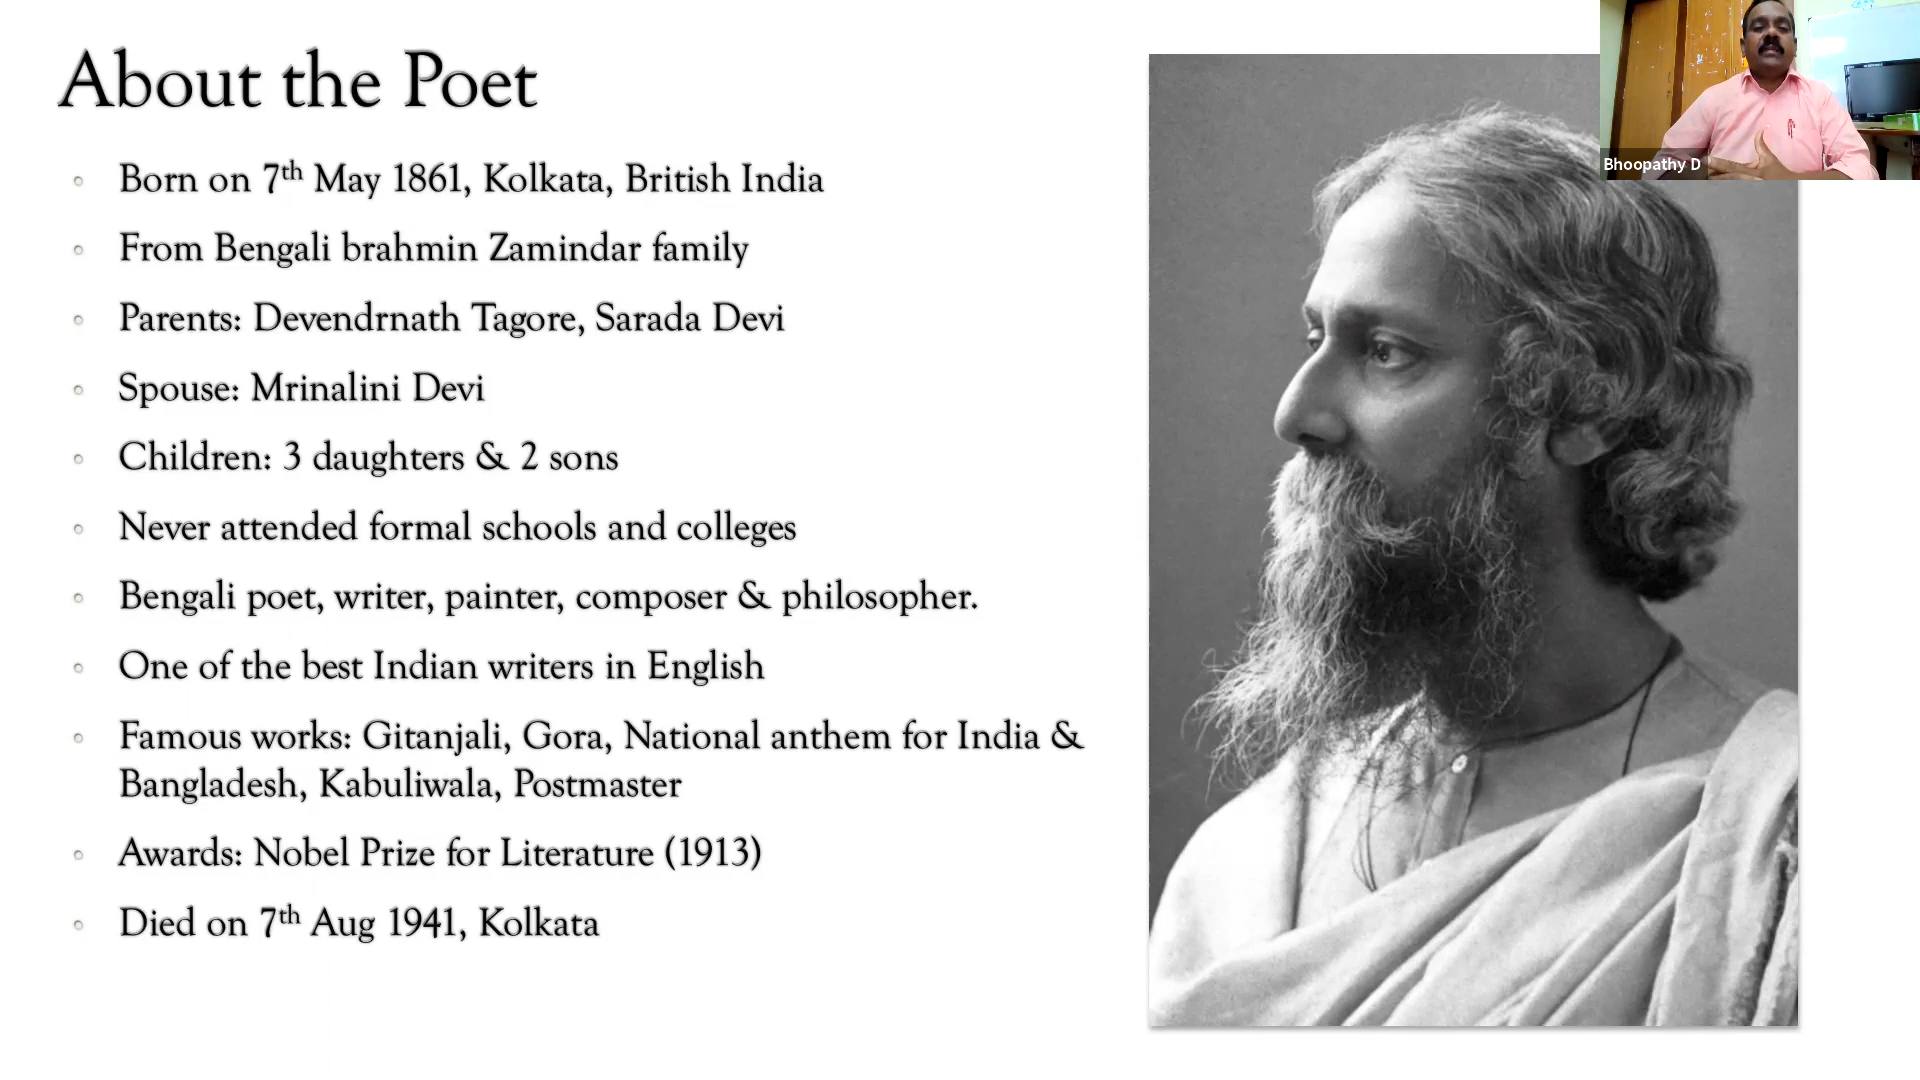 About the Poet
Born on 7th May 1861, Kolkata, British India
From Bengali brahmin Zamindar family
Parents: Devendrnath Tagore, Sarada Devi
Spouse: Mrinalini Devi
Children: 3 daughters & 2 sons
Never attended formal schools and colleges
Bengali poet, writer, painter, composer & philosopher.
One of the best Indian writers in English
Famous works: Gitanjali, Gora, National anthem for India &
Bangladesh, Kabuliwala, Postmaster
Awards: Nobel Prize for Literature (1913)
Died on 7th Aug 1941, Kolkata
Bhoopathy D